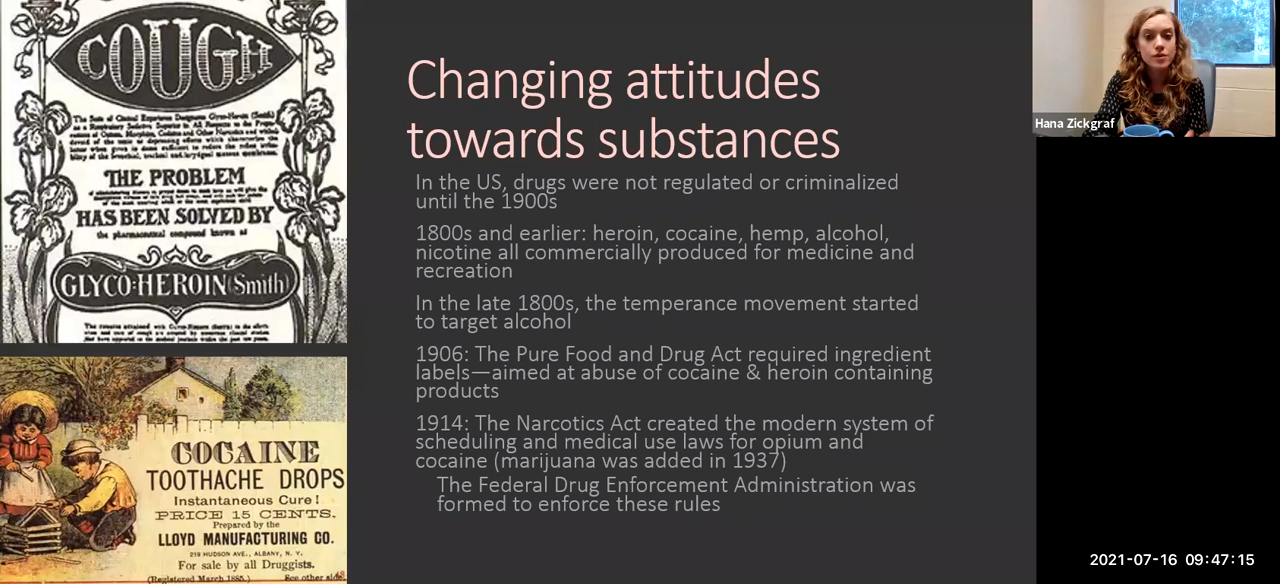 COUGH
THE PROBLEM
HAS BEEN SOLVED BY
the pharmaceutical compound known as
GLYCO-HEROIN (Smith)
COCAINE
TOOTHACHE DROPS
Instantaneous Cure!
PRICE 15 CENTS.
Prepared by the
LLOYD MANUFACTURING CO.
219 HUDSON AVE., ALBANY, N. Y.
For sale by all Druggists.
(Registered March 1885.) See other side.
Changing attitudes
towards substances
In the US, drugs were not regulated or criminalized
until the 1900s
1800s and earlier: heroin, cocaine, hemp, alcohol,
nicotine all commercially produced for medicine and
recreation
In the late 1800s, the temperance movement started
to target alcohol
1906: The Pure Food and Drug Act required ingredient
labels—aimed at abuse of cocaine & heroin containing
products
1914: The Narcotics Act created the modern system of
scheduling and medical use laws for opium and
cocaine (marijuana was added in 1937)
The Federal Drug Enforcement Administration was
formed to enforce these rules
Hana Zickgraf
2021-07-16 09:47:15